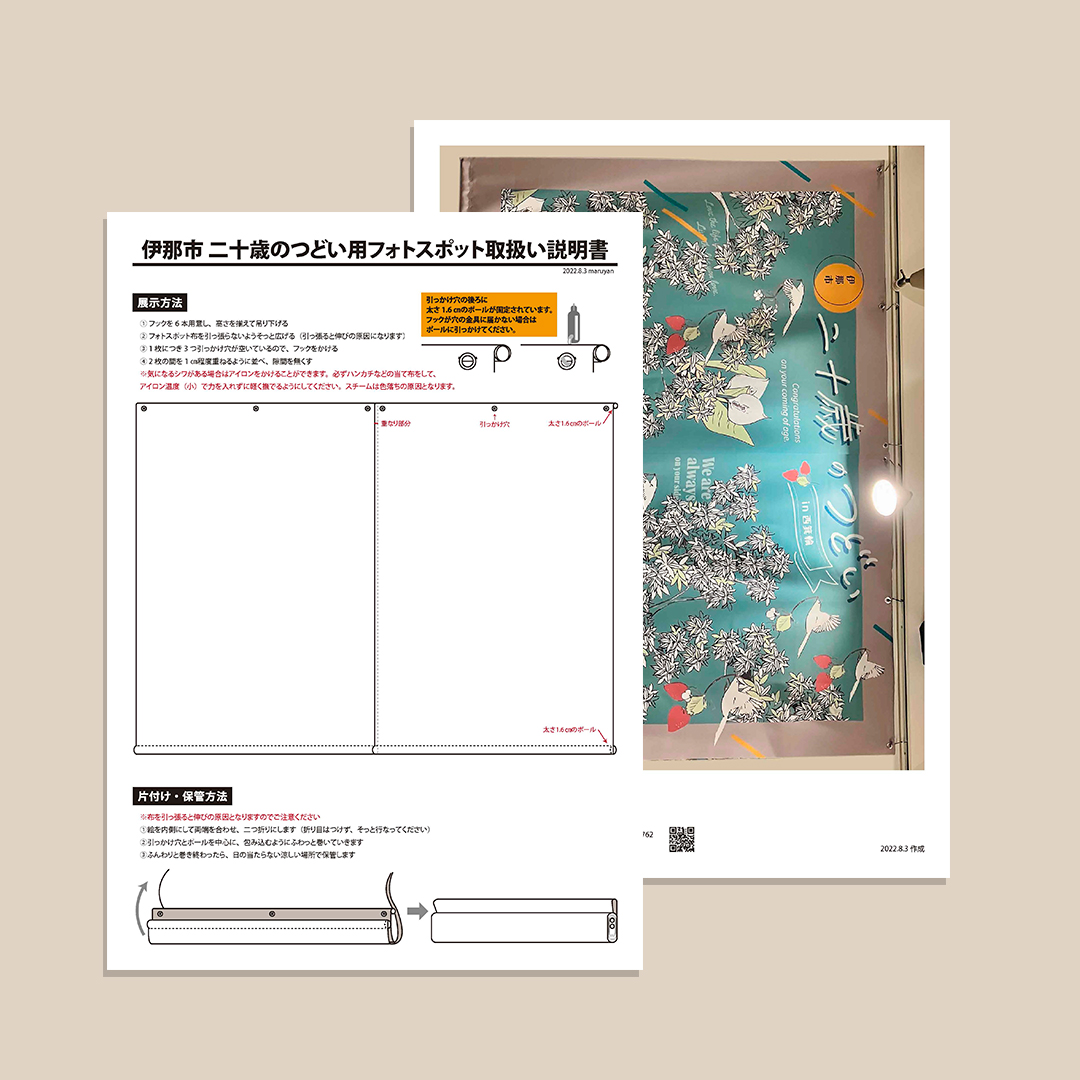 伊那市 二十歳のつどい用フォトスポット取扱い説明書
2022.8.3 maruyan
展示方法
① フックを 6 本用意し、高さを揃えて吊り下げる
② フォトスポット布を引っ張らないようそっと広げる（引っ張ると伸びの原因になります）
③ 1 枚につき 3 つ引っかけ穴が空いているので、フックをかける
④ 2 枚の間を 1 ㎝程度重ねるように並べ、隙間を無くす
※気になるシワがある場合はアイロンをかけることができます。必ずハンカチなどの当て布をして、
アイロン温度（小）で力を入れずに軽く撫でるようにしてください。スチームは色落ちの原因となります。
引っかけ穴の後ろに
太さ 1.6 ㎝のポールが固定されています。
フックが穴の金具に届かない場合は
ポールに引っかけてください。
重なり部分
引っかけ穴
太さ1.6 ㎝のポール
太さ1.6 ㎝のポール
片付け・保管方法
※布を引っ張ると伸びの原因となりますのでご注意ください
①絵を内側にして両端を合わせ、二つ折りにします（折り目はつけず、そっと行なってください）
②引っかけ穴とポールを中心に、包み込むようにふわっと巻いていきます
③ふんわりと巻き終わったら、日の当たらない涼しい場所で保管します
伊那市
二十歳のつどい
Congratulations
on your coming of age.
in 西箕輪
We are
always
on your side
762
2022.8.3 作成